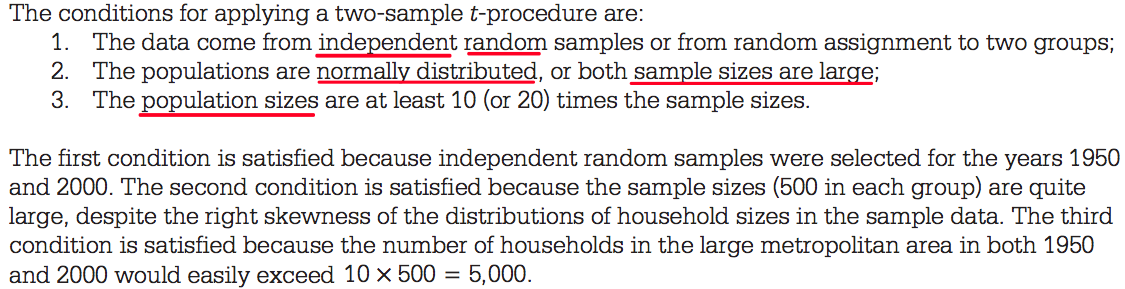 The conditions for applying a two-sample t-procedure are:
1. The data come from independent random samples or from random assignment to two groups;
2. The populations are normally distributed, or both sample sizes are large;
3. The population sizes are at least 10 (or 20) times the sample sizes.
The first condition is satisfied because independent random samples were selected for the years 1950
and 2000. The second condition is satisfied because the sample sizes (500 in each group) are quite
large, despite the right skewness of the distributions of household sizes in the sample data. The third
condition is satisfied because the number of households in the large metropolitan area in both 1950
and 2000 would easily exceed 10 × 500 = 5,000.